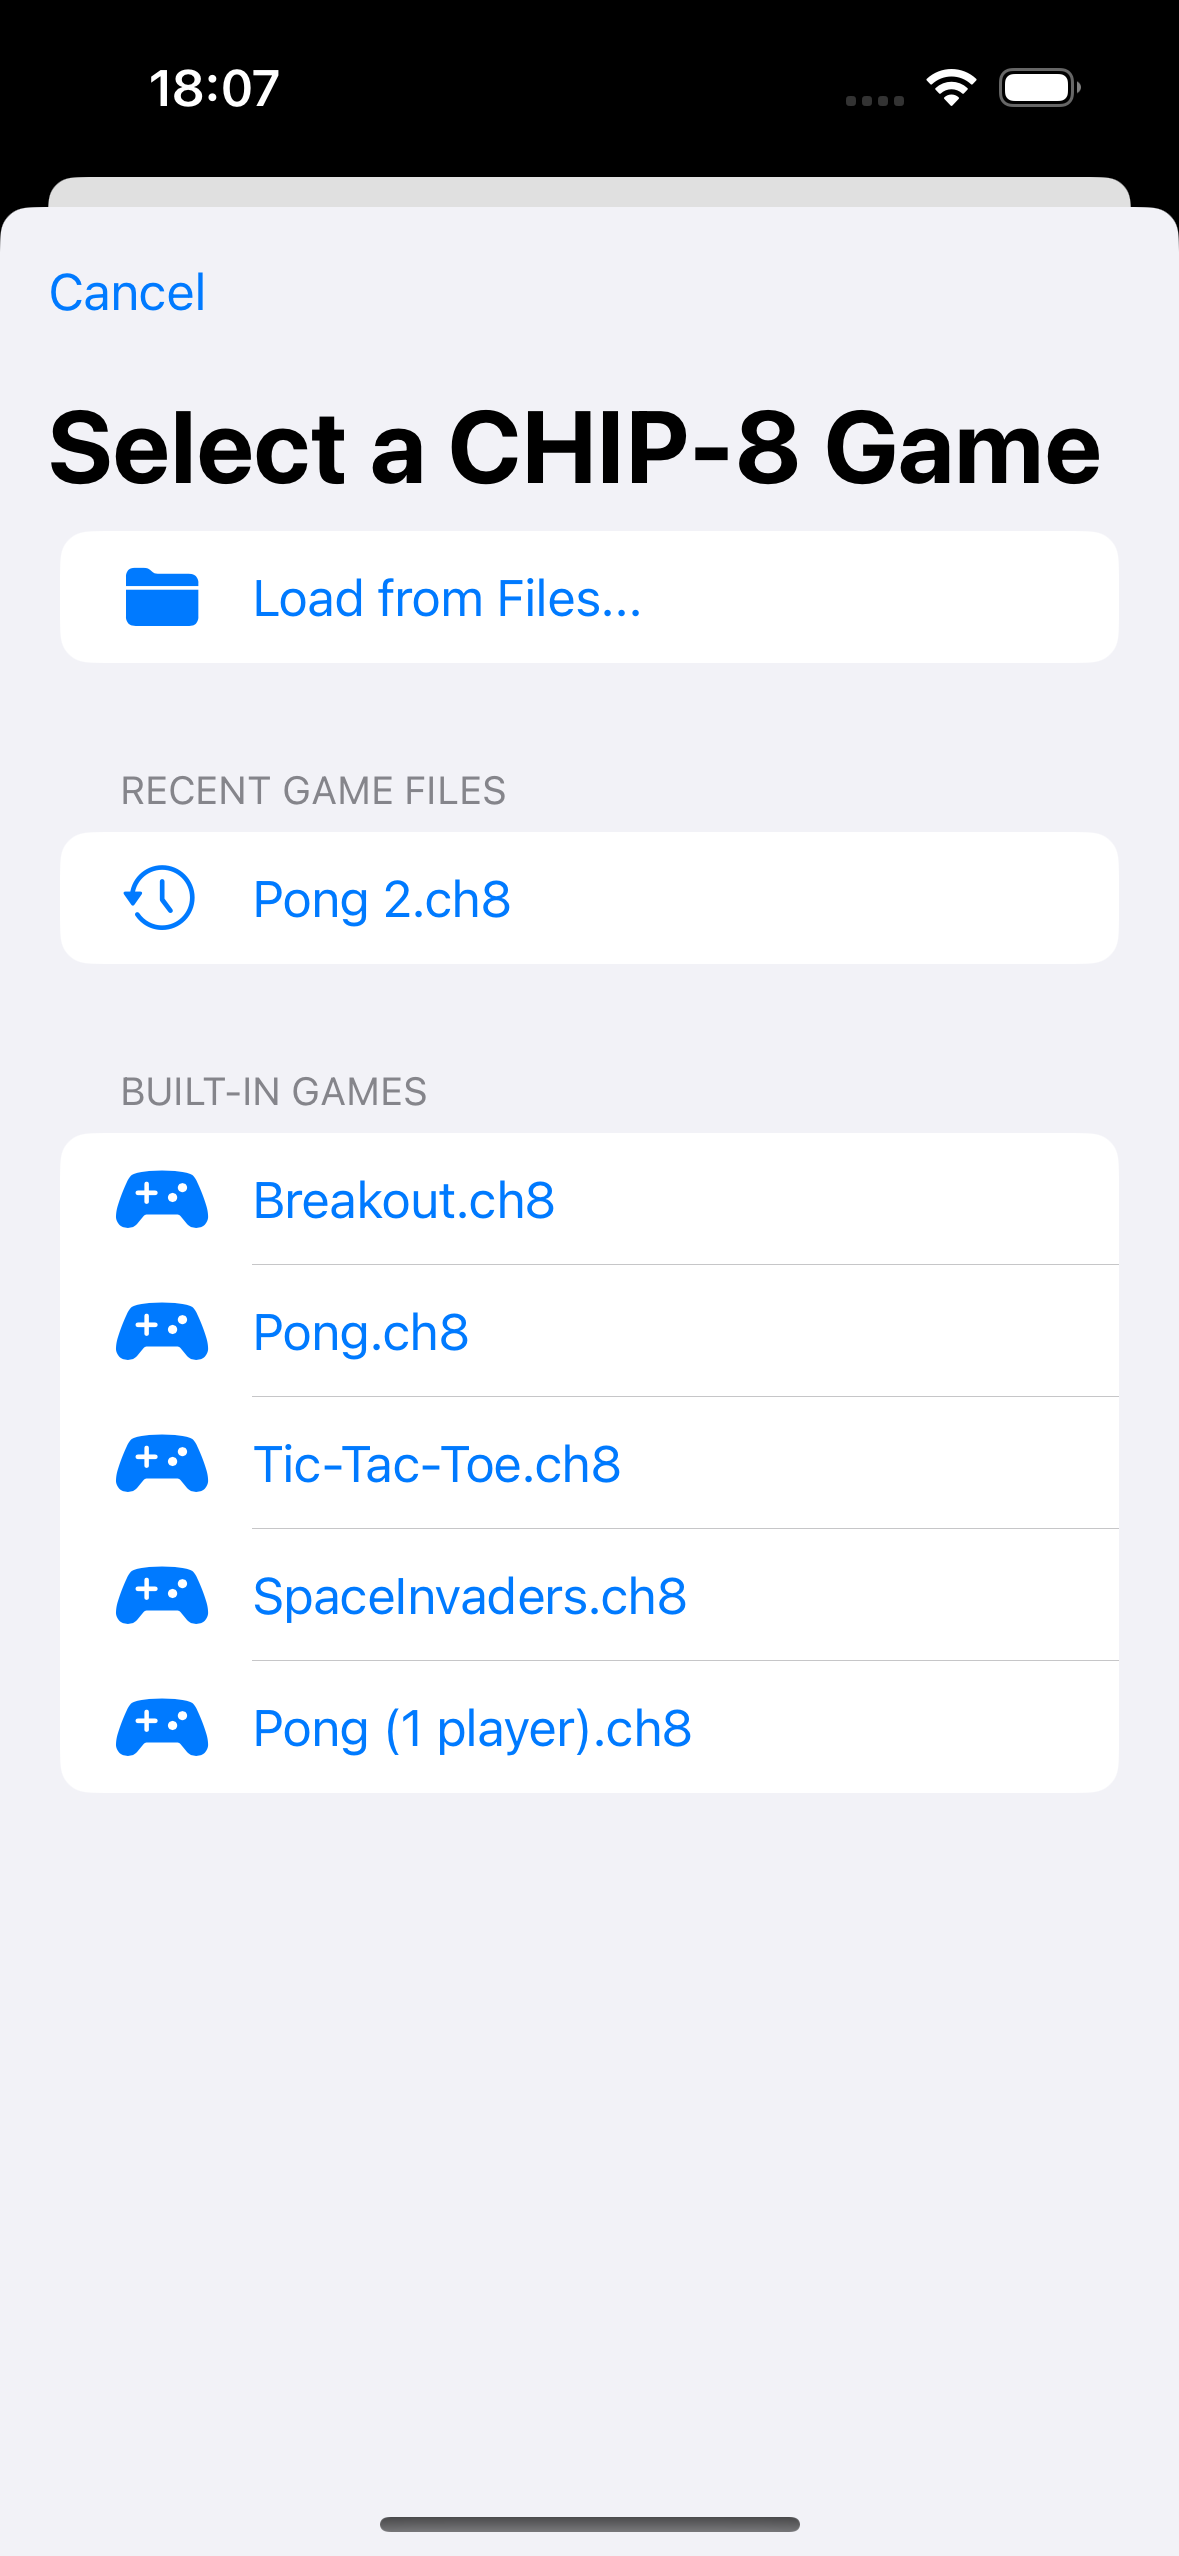 18:07
Cancel
Select a CHIP-8 Game
Load from Files...
RECENT GAME FILES
Pong 2.ch8
BUILT-IN GAMES
Breakout.ch8
Pong.ch8
Tic-Tac-Toe.ch8
SpaceInvaders.ch8
Pong (1 player).ch8